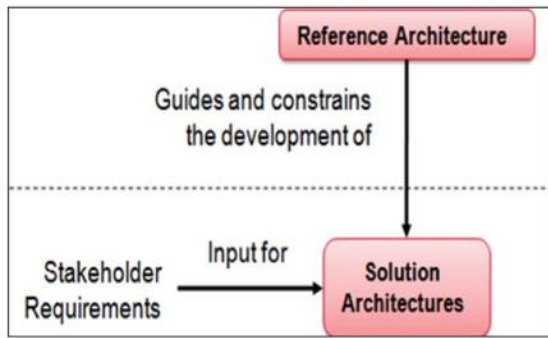 Reference Architecture
Guides and constrains
the development of
Input for
Stakeholder
Requirements
Solution
Architectures